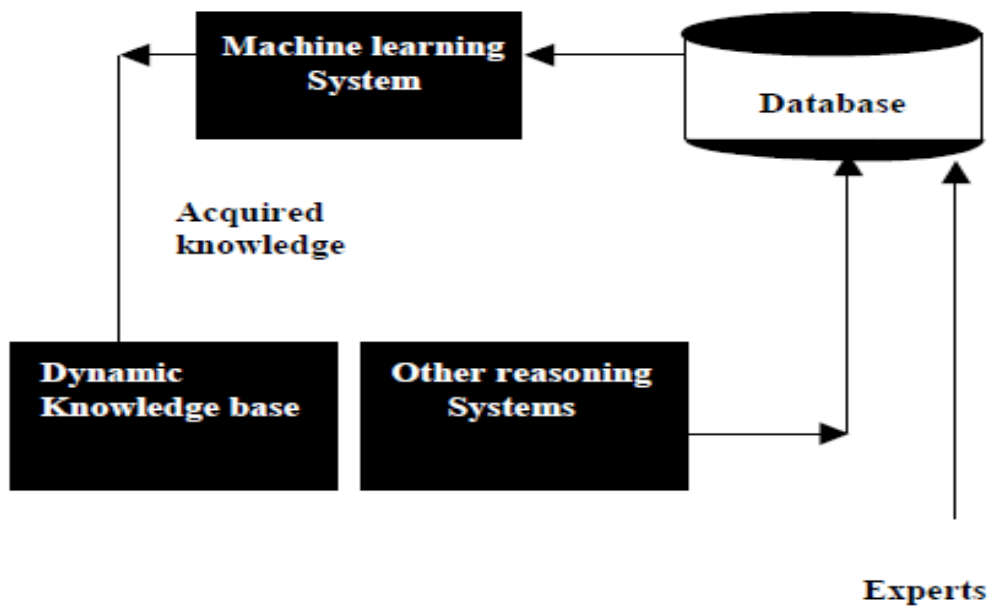 Machine learning
System
Database
Acquired
knowledge
Dynamic
Knowledge base
Other reasoning
Systems
Experts